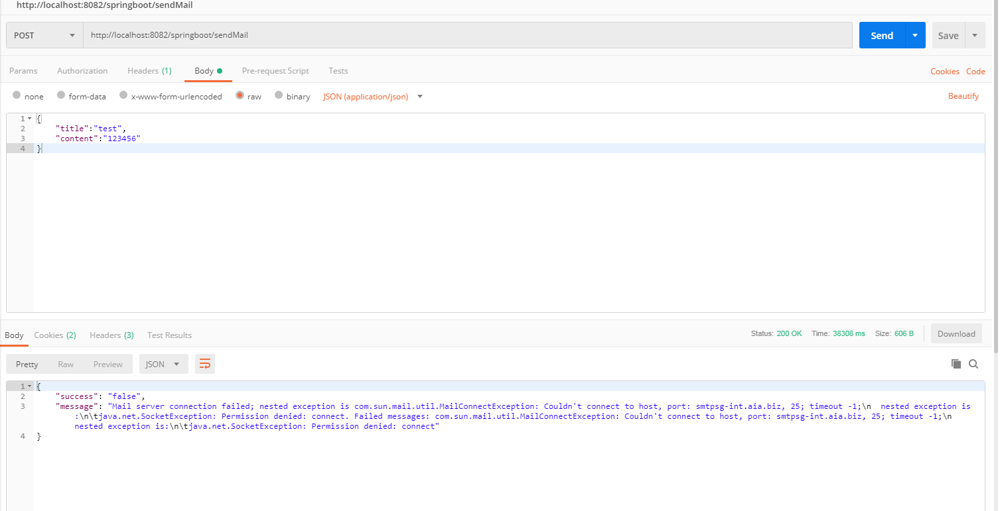 http://localhost:8082/springboot/sendMail
POST http://localhost:8082/springboot/sendMail Send Save
Params Authorization Headers (1) Body Pre-request Script Tests Cookies Code
none form-data x-www-form-urlencoded raw binary JSON (application/json) Beautify
1 {
2 "title":"test",
3 "content":"123456"
4 }
Body Cookies (2) Headers (3) Test Results Status: 200 OK Time: 38308 ms Size: 606 B Download
Pretty Raw Preview JSON
1 {
2 "success": "false",
3 "message": "Mail server connection failed; nested exception is com.sun.mail.util.MailConnectException: Couldn't connect to host, port: smtpsg-int.aia.biz, 25; timeout -1;\n  nested exception is
:\n\tjava.net.SocketException: Permission denied: connect. Failed messages: com.sun.mail.util.MailConnectException: Couldn't connect to host, port: smtpsg-int.aia.biz, 25; timeout -1;\n
nested exception is:\n\tjava.net.SocketException: Permission denied: connect"
4 }